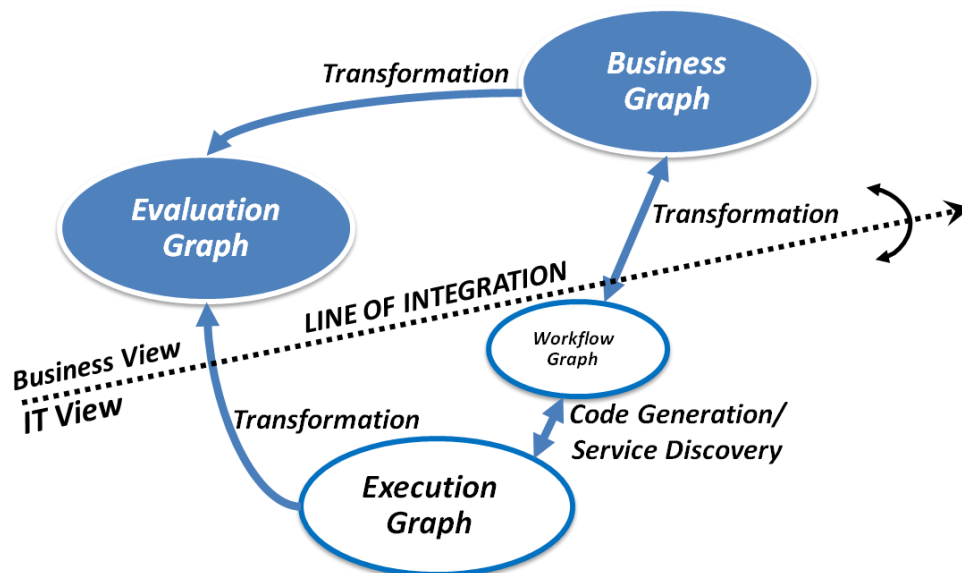 Business
Graph
Transformation
Evaluation
Graph
Transformation
LINE OF INTEGRATION
Workflow
Graph
Business View
IT View
Transformation
Code Generation/
Service Discovery
Execution
Graph